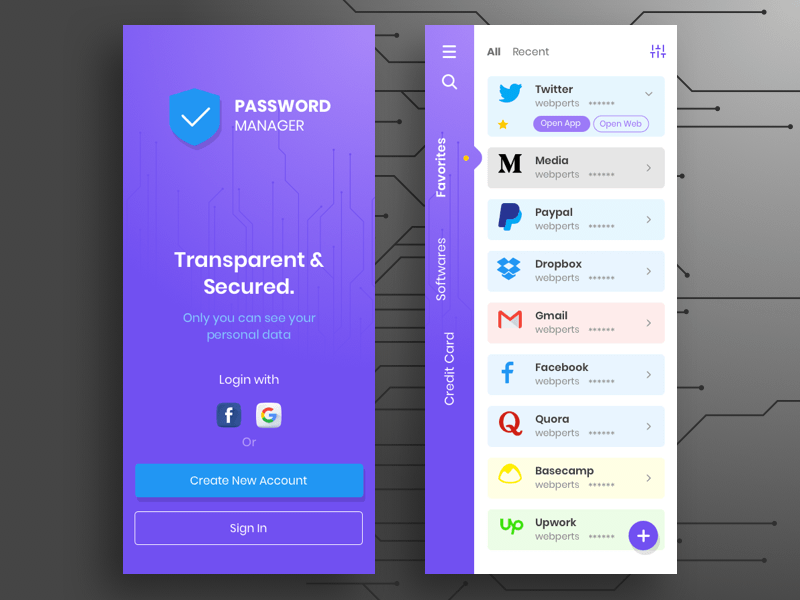 PASSWORD
MANAGER
Transparent &
Secured.
Only you can see your
personal data
Login with
f
G
Or
Create New Account
Sign In
Favorites
Softwares
Credit Card
All Recent
Twitter
webperts ••••••
Open App Open Web
M
Media
webperts ••••••
Paypal
webperts ••••••
Dropbox
webperts ••••••
Gmail
webperts ••••••
f
Facebook
webperts ••••••
Q
Quora
webperts ••••••
Basecamp
webperts ••••••
Up
Upwork
webperts ••••••